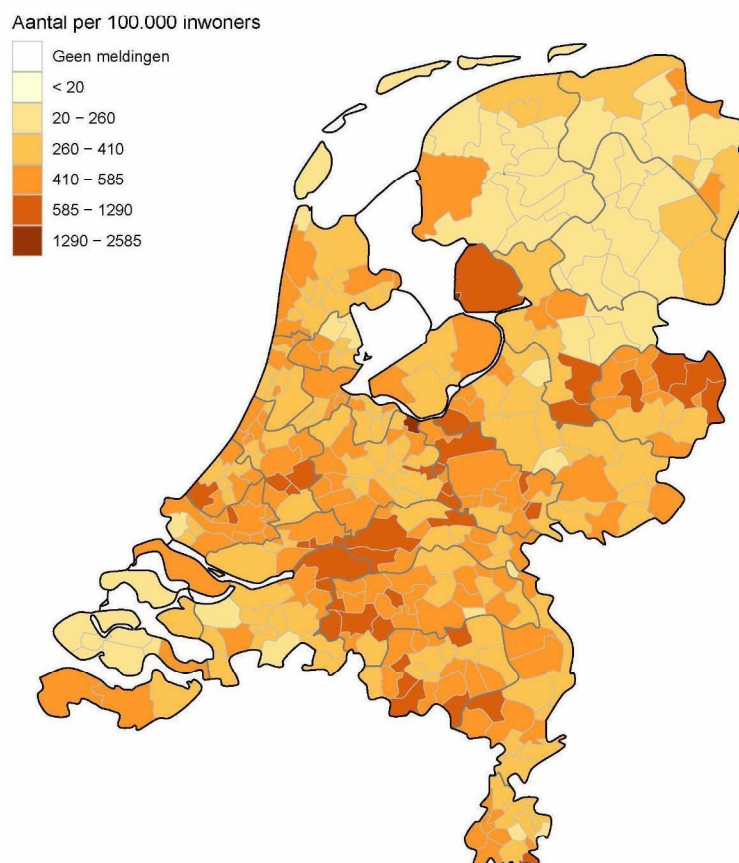 Aantal per 100.000 inwoners
Geen meldingen
< 20
20 – 260
260 – 410
410 – 585
585 – 1290
1290 – 2585